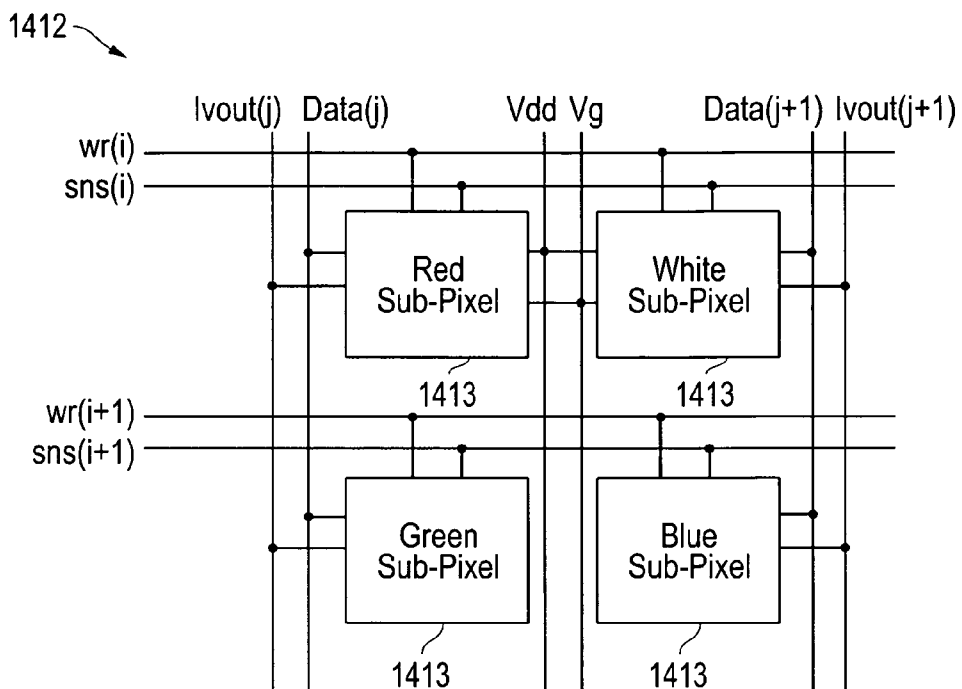 1412
Ivout(j) Data(j) Vdd Vg Data(j+1) Ivout(j+1)
wr(i)
sns(i)
Red Sub-Pixel
White Sub-Pixel
1413 1413
wr(i+1)
sns(i+1)
Green Sub-Pixel
Blue Sub-Pixel
1413 1413